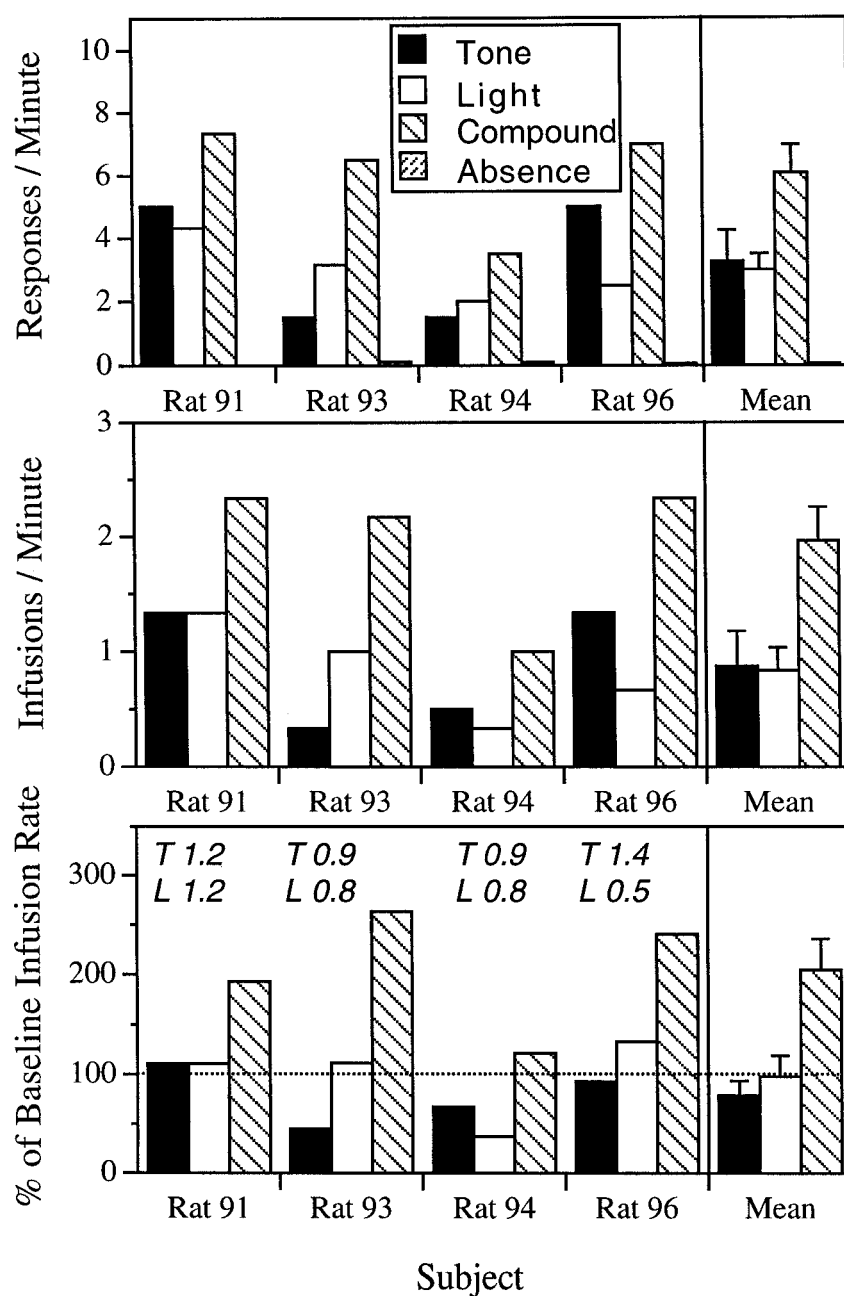 Responses / Minute
10
8
6
4
2
0
Tone
Light
Compound
Absence
Rat 91 Rat 93 Rat 94 Rat 96 Mean
Infusions / Minute
3
2
1
0
Rat 91 Rat 93 Rat 94 Rat 96 Mean
% of Baseline Infusion Rate
300
200
100
0
T 1.2 T 0.9 T 0.9 T 1.4
L 1.2 L 0.8 L 0.8 L 0.5
Rat 91 Rat 93 Rat 94 Rat 96 Mean
Subject